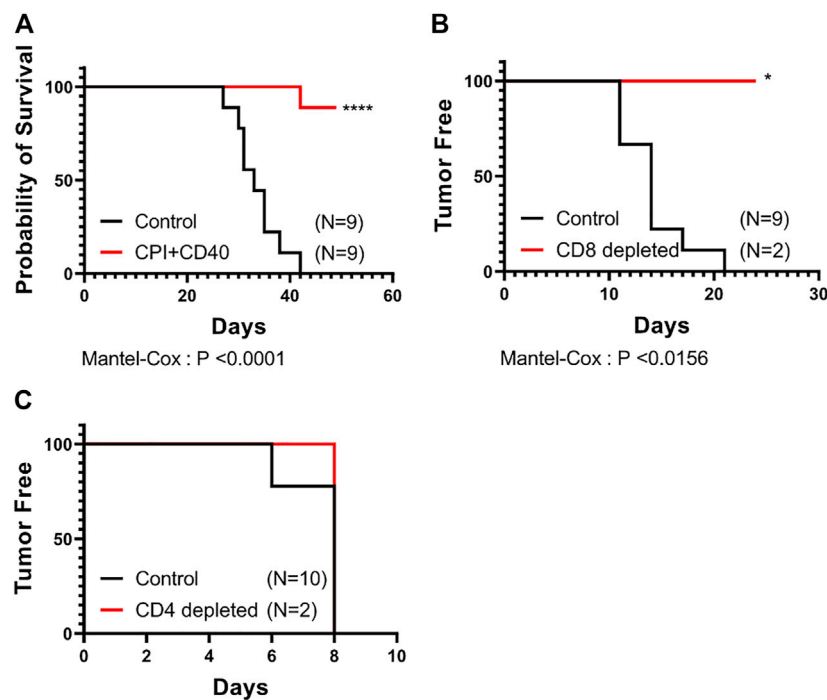 A
Probability of Survival
100
50
0
****
Control (N=9)
CPI+CD40 (N=9)
0 20 40 60
Days
Mantel-Cox : P <0.0001
B
Tumor Free
100
50
0
*
Control (N=9)
CD8 depleted (N=2)
0 10 20 30
Days
Mantel-Cox : P <0.0156
C
Tumor Free
100
50
0
Control (N=10)
CD4 depleted (N=2)
0 2 4 6 8 10
Days